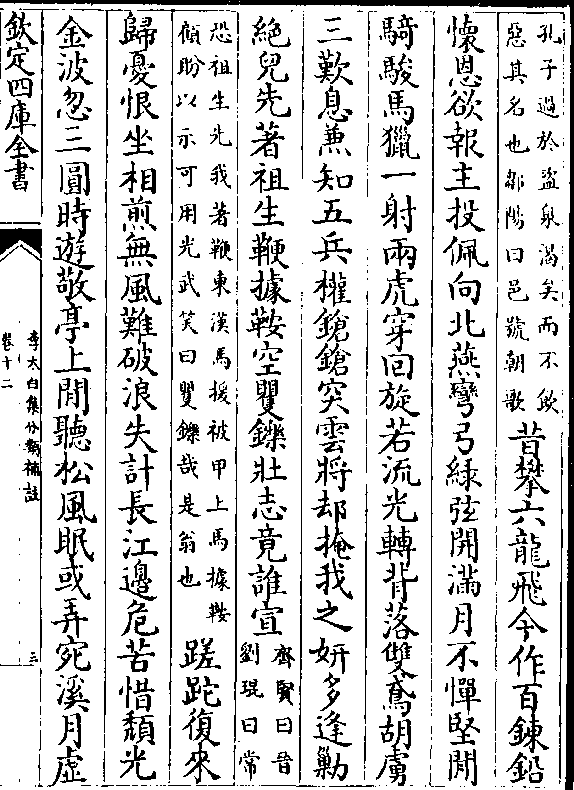 孔子過於盜泉渴矣而不飲
惡其名也鄒陽曰邑號朝歌
昔攀六龍飛今作百鍊鉛
懷恩欲報主投佩向北燕彎弓綠弦開滿月不憚堅閒
騎駿馬獵一射兩虎穿回旋若流光轉背落雙鳶胡虜
三歎息兼知五兵權鎗鎗突雲將却掩我之妍多逢勦
絕兒先著祖生鞭據鞍空矍鑠壯志竟誰宣
齊賢曰晉
劉琨曰常
恐祖生先我著鞭東漢馬援被甲上馬據鞍
顧盼以示可用光武笑曰矍鑠哉是翁也
蹉跎復來
歸憂恨坐相煎無風難破浪失計長江邊危苦惜頽光
金波忽三圓時遊敬亭上閒聽松風眠或弄宛溪月虛
欽定四庫全書
李太白集分類補註
卷十二
三